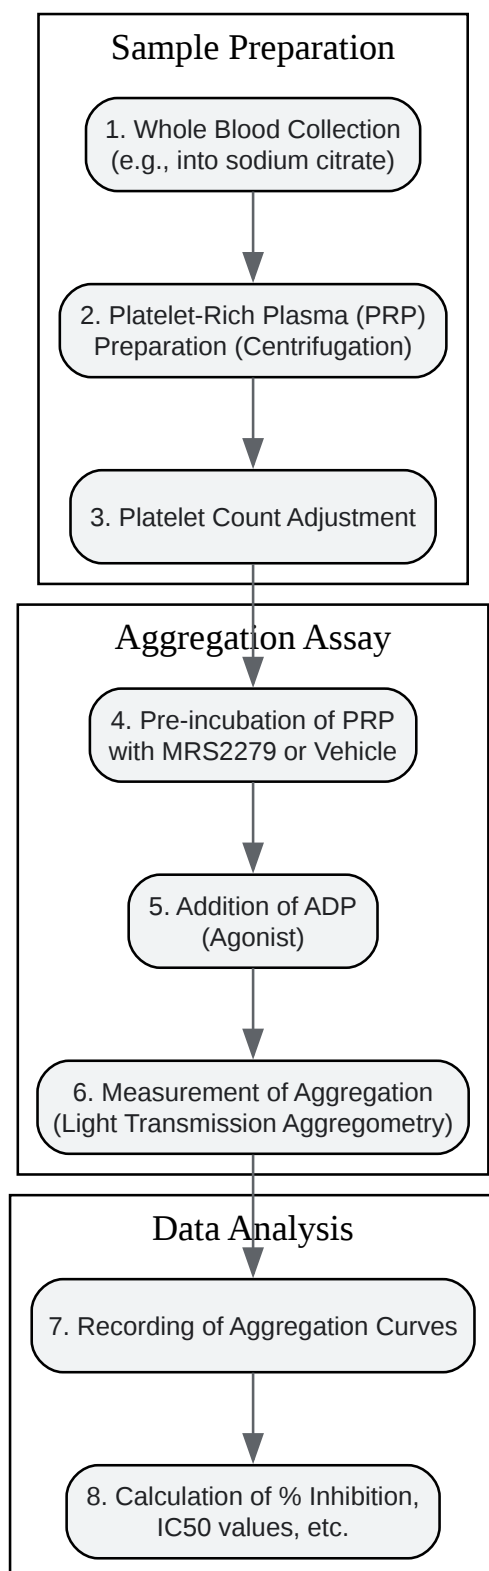 Sample Preparation
1. Whole Blood Collection
(e.g., into sodium citrate)
2. Platelet-Rich Plasma (PRP)
Preparation (Centrifugation)
3. Platelet Count Adjustment
Aggregation Assay
4. Pre-incubation of PRP
with MRS2279 or Vehicle
5. Addition of ADP
(Agonist)
6. Measurement of Aggregation
(Light Transmission Aggregometry)
Data Analysis
7. Recording of Aggregation Curves
8. Calculation of % Inhibition,
IC50 values, etc.